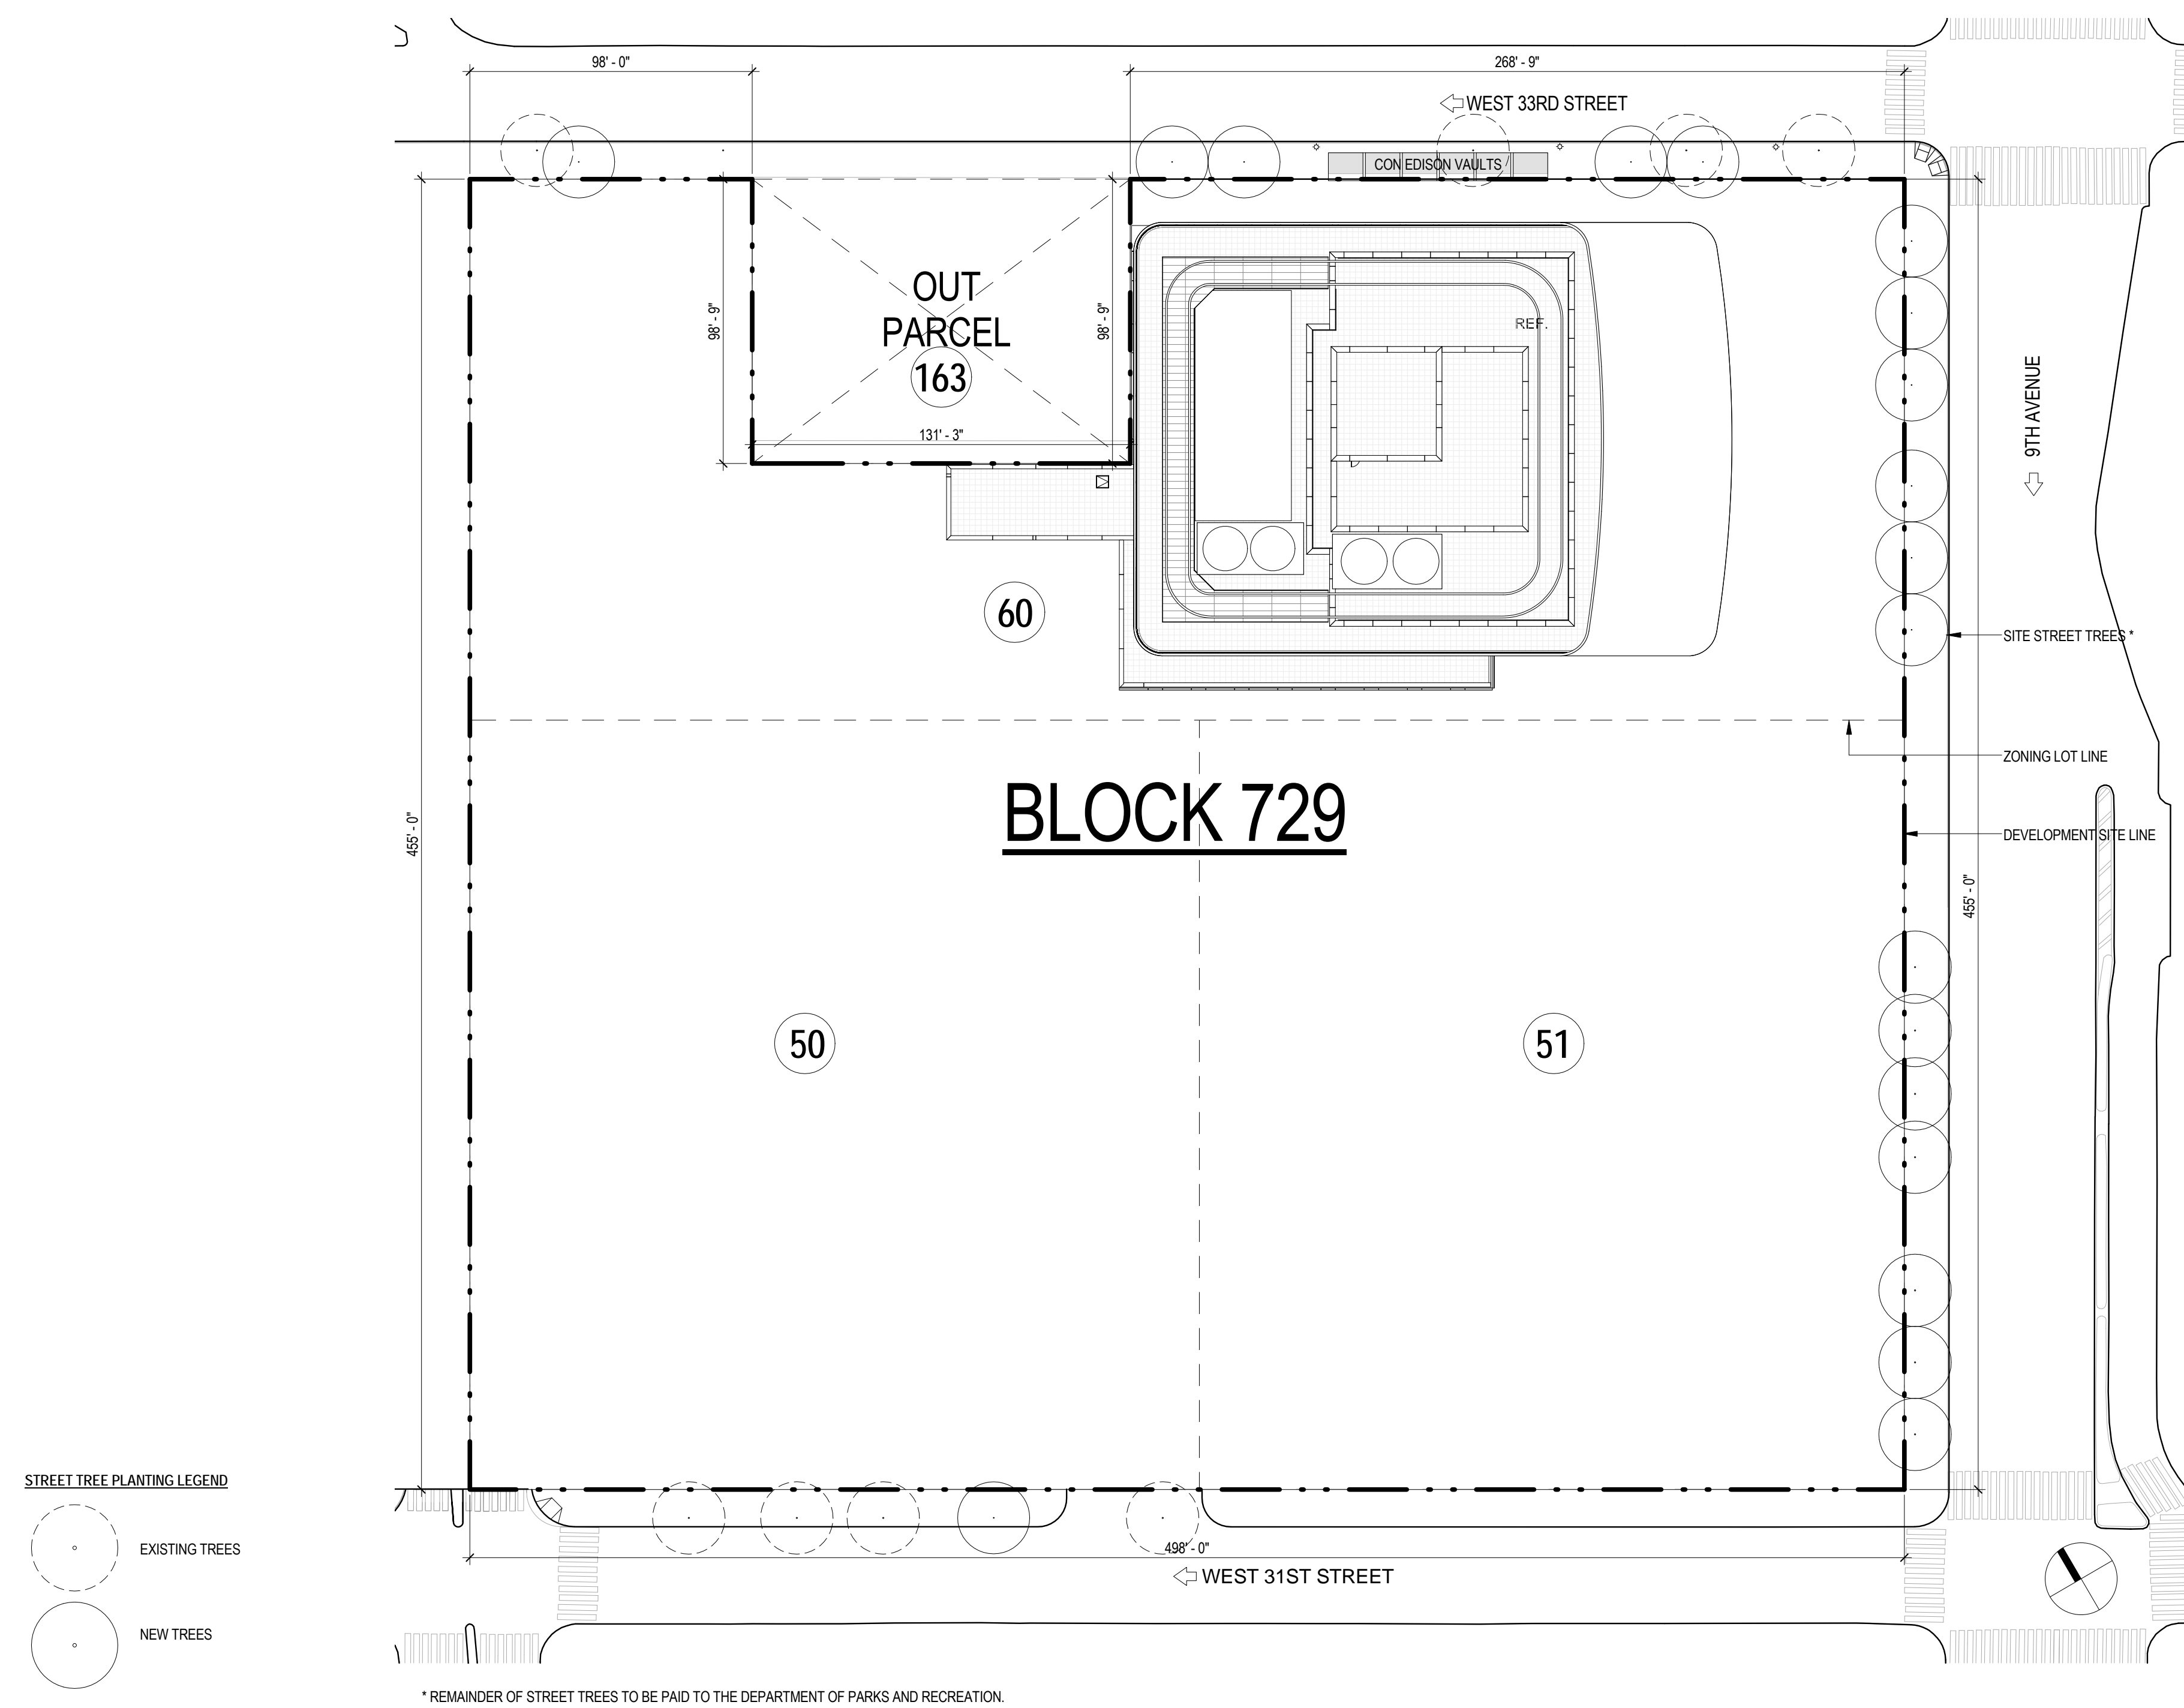 98' - 0"
268' - 9"
WEST 33RD STREET
CON EDISON VAULTS
OUT
PARCEL
163
98' - 9"
98' - 9"
REF.
131' - 3"
9TH AVENUE
60
SITE STREET TREES *
ZONING LOT LINE
BLOCK 729
DEVELOPMENT SITE LINE
455' - 0"
455' - 0"
50
51
STREET TREE PLANTING LEGEND
EXISTING TREES
NEW TREES
498' - 0"
WEST 31ST STREET
* REMAINDER OF STREET TREES TO BE PAID TO THE DEPARTMENT OF PARKS AND RECREATION.